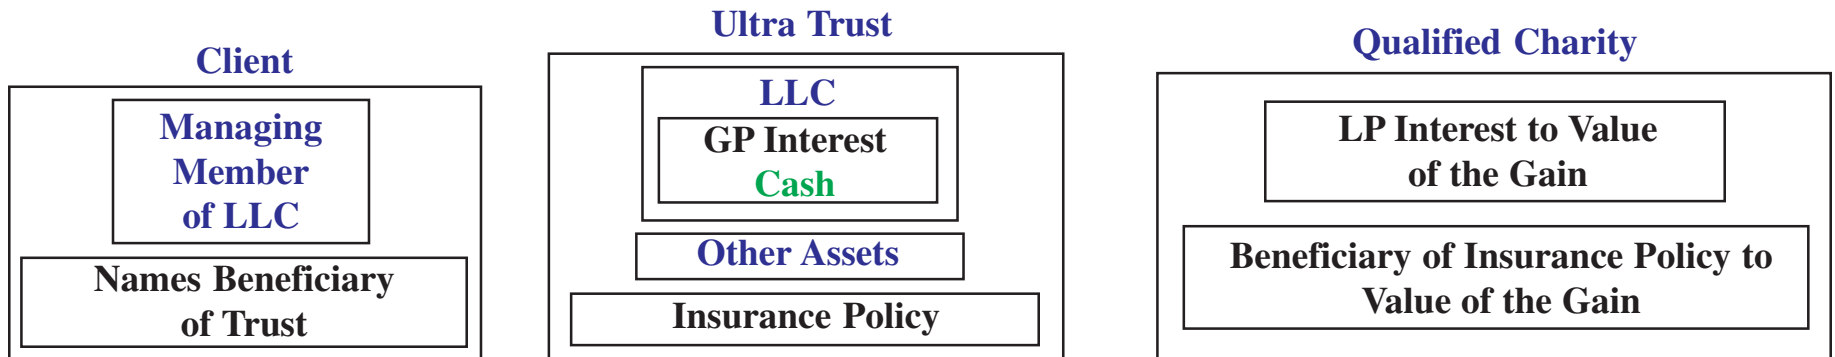 Client
Managing
Member
of LLC
Names Beneficiary
of Trust
Ultra Trust
LLC
GP Interest
Cash
Other Assets
Insurance Policy
Qualified Charity
LP Interest to Value
of the Gain
Beneficiary of Insurance Policy to
Value of the Gain